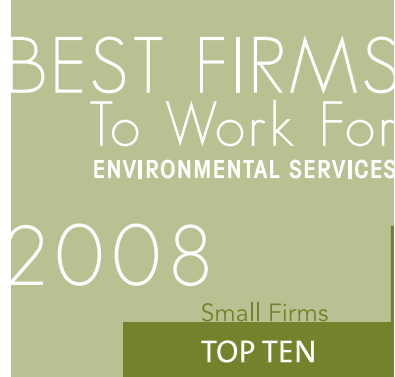 BEST FIRMS
To Work For
ENVIRONMENTAL SERVICES
2008
Small Firms
TOP TEN